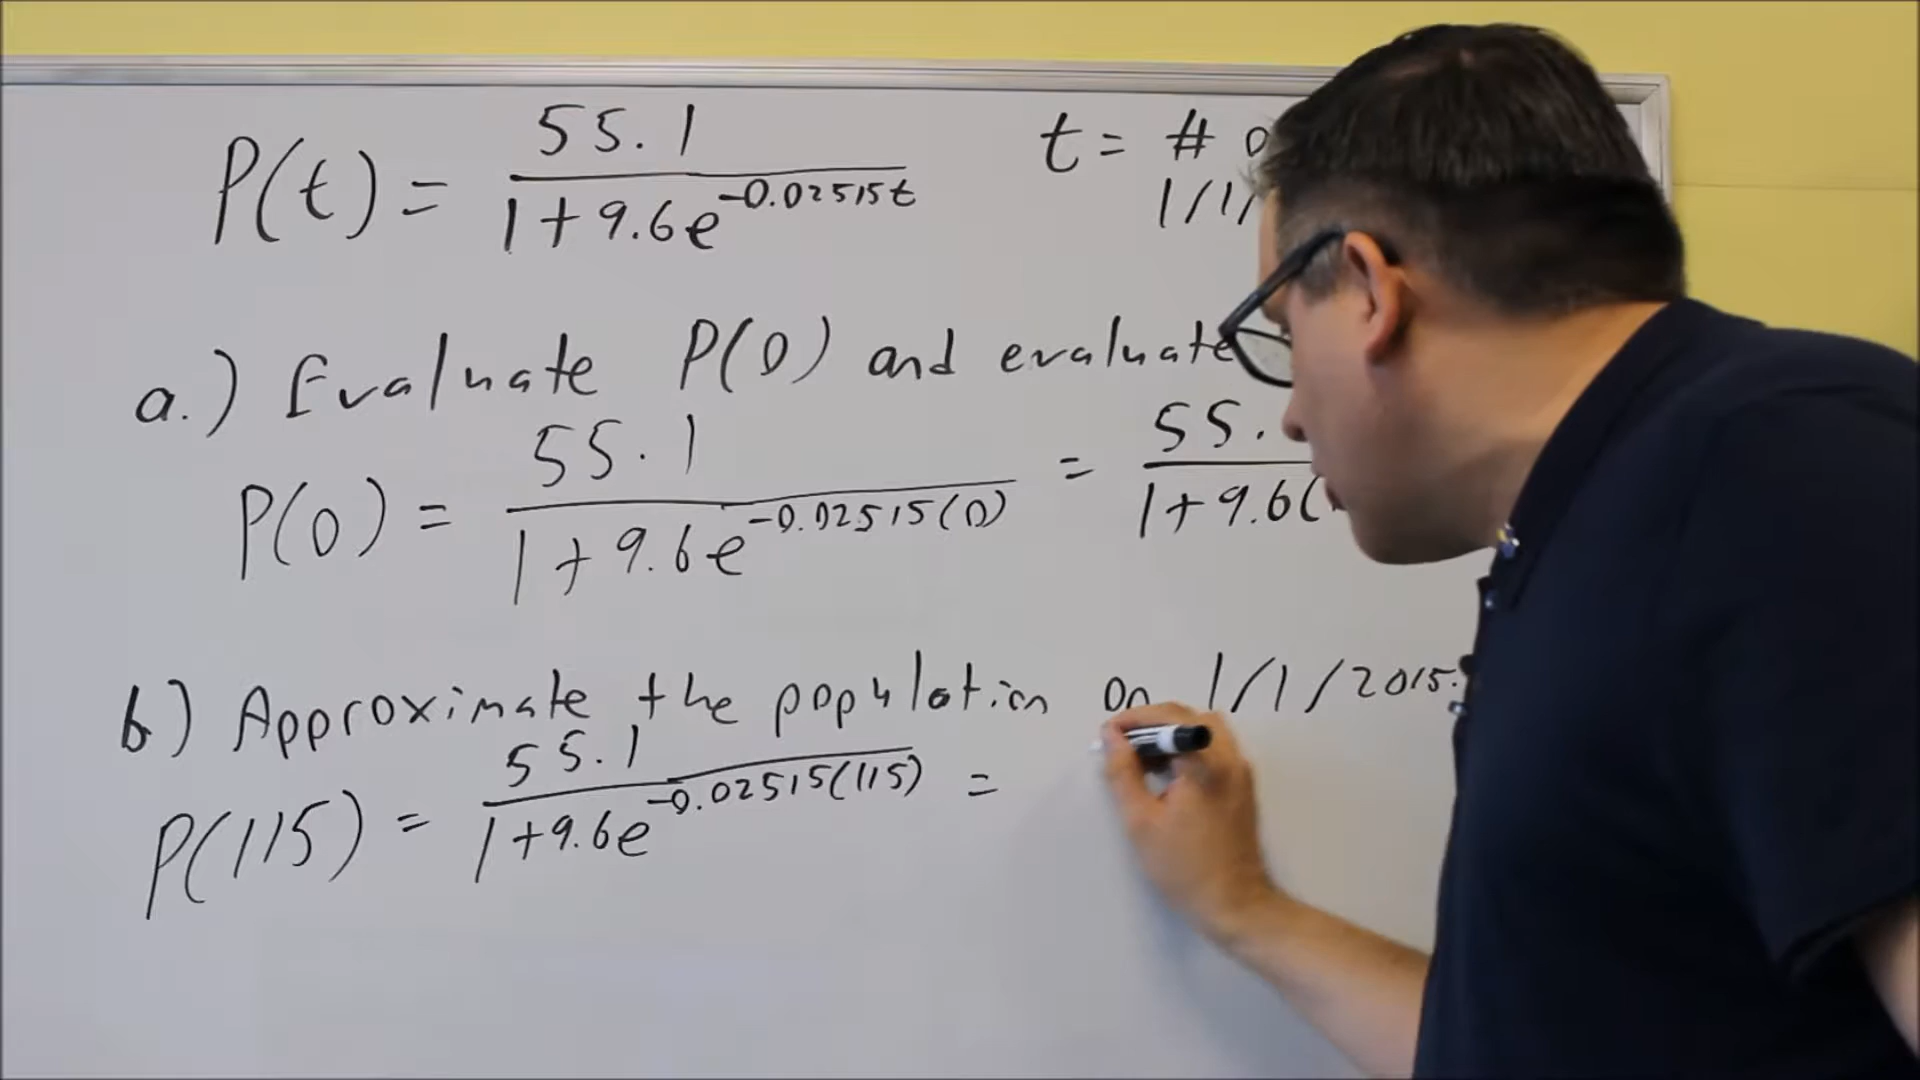 P(t) = 55.1 / 1+9.6e^-0.02515t
t = #
1/1/
a.) Evaluate P(0) and evaluate
P(0) = 55.1 / 1+9.6e^-0.02515(0) = 55. / 1+9.6(
b) Approximate the population on 1/1/2015.
P(115) = 55.1 / 1+9.6e^-0.02515(115) =